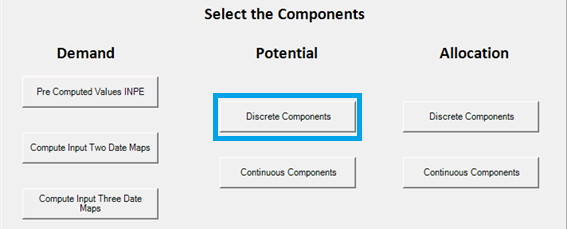 Select the Components
Demand Potential Allocation
Pre Computed Values INPE
Discrete Components Discrete Components
Compute Input Two Date Maps
Continuous Components Continuous Components
Compute Input Three Date
Maps